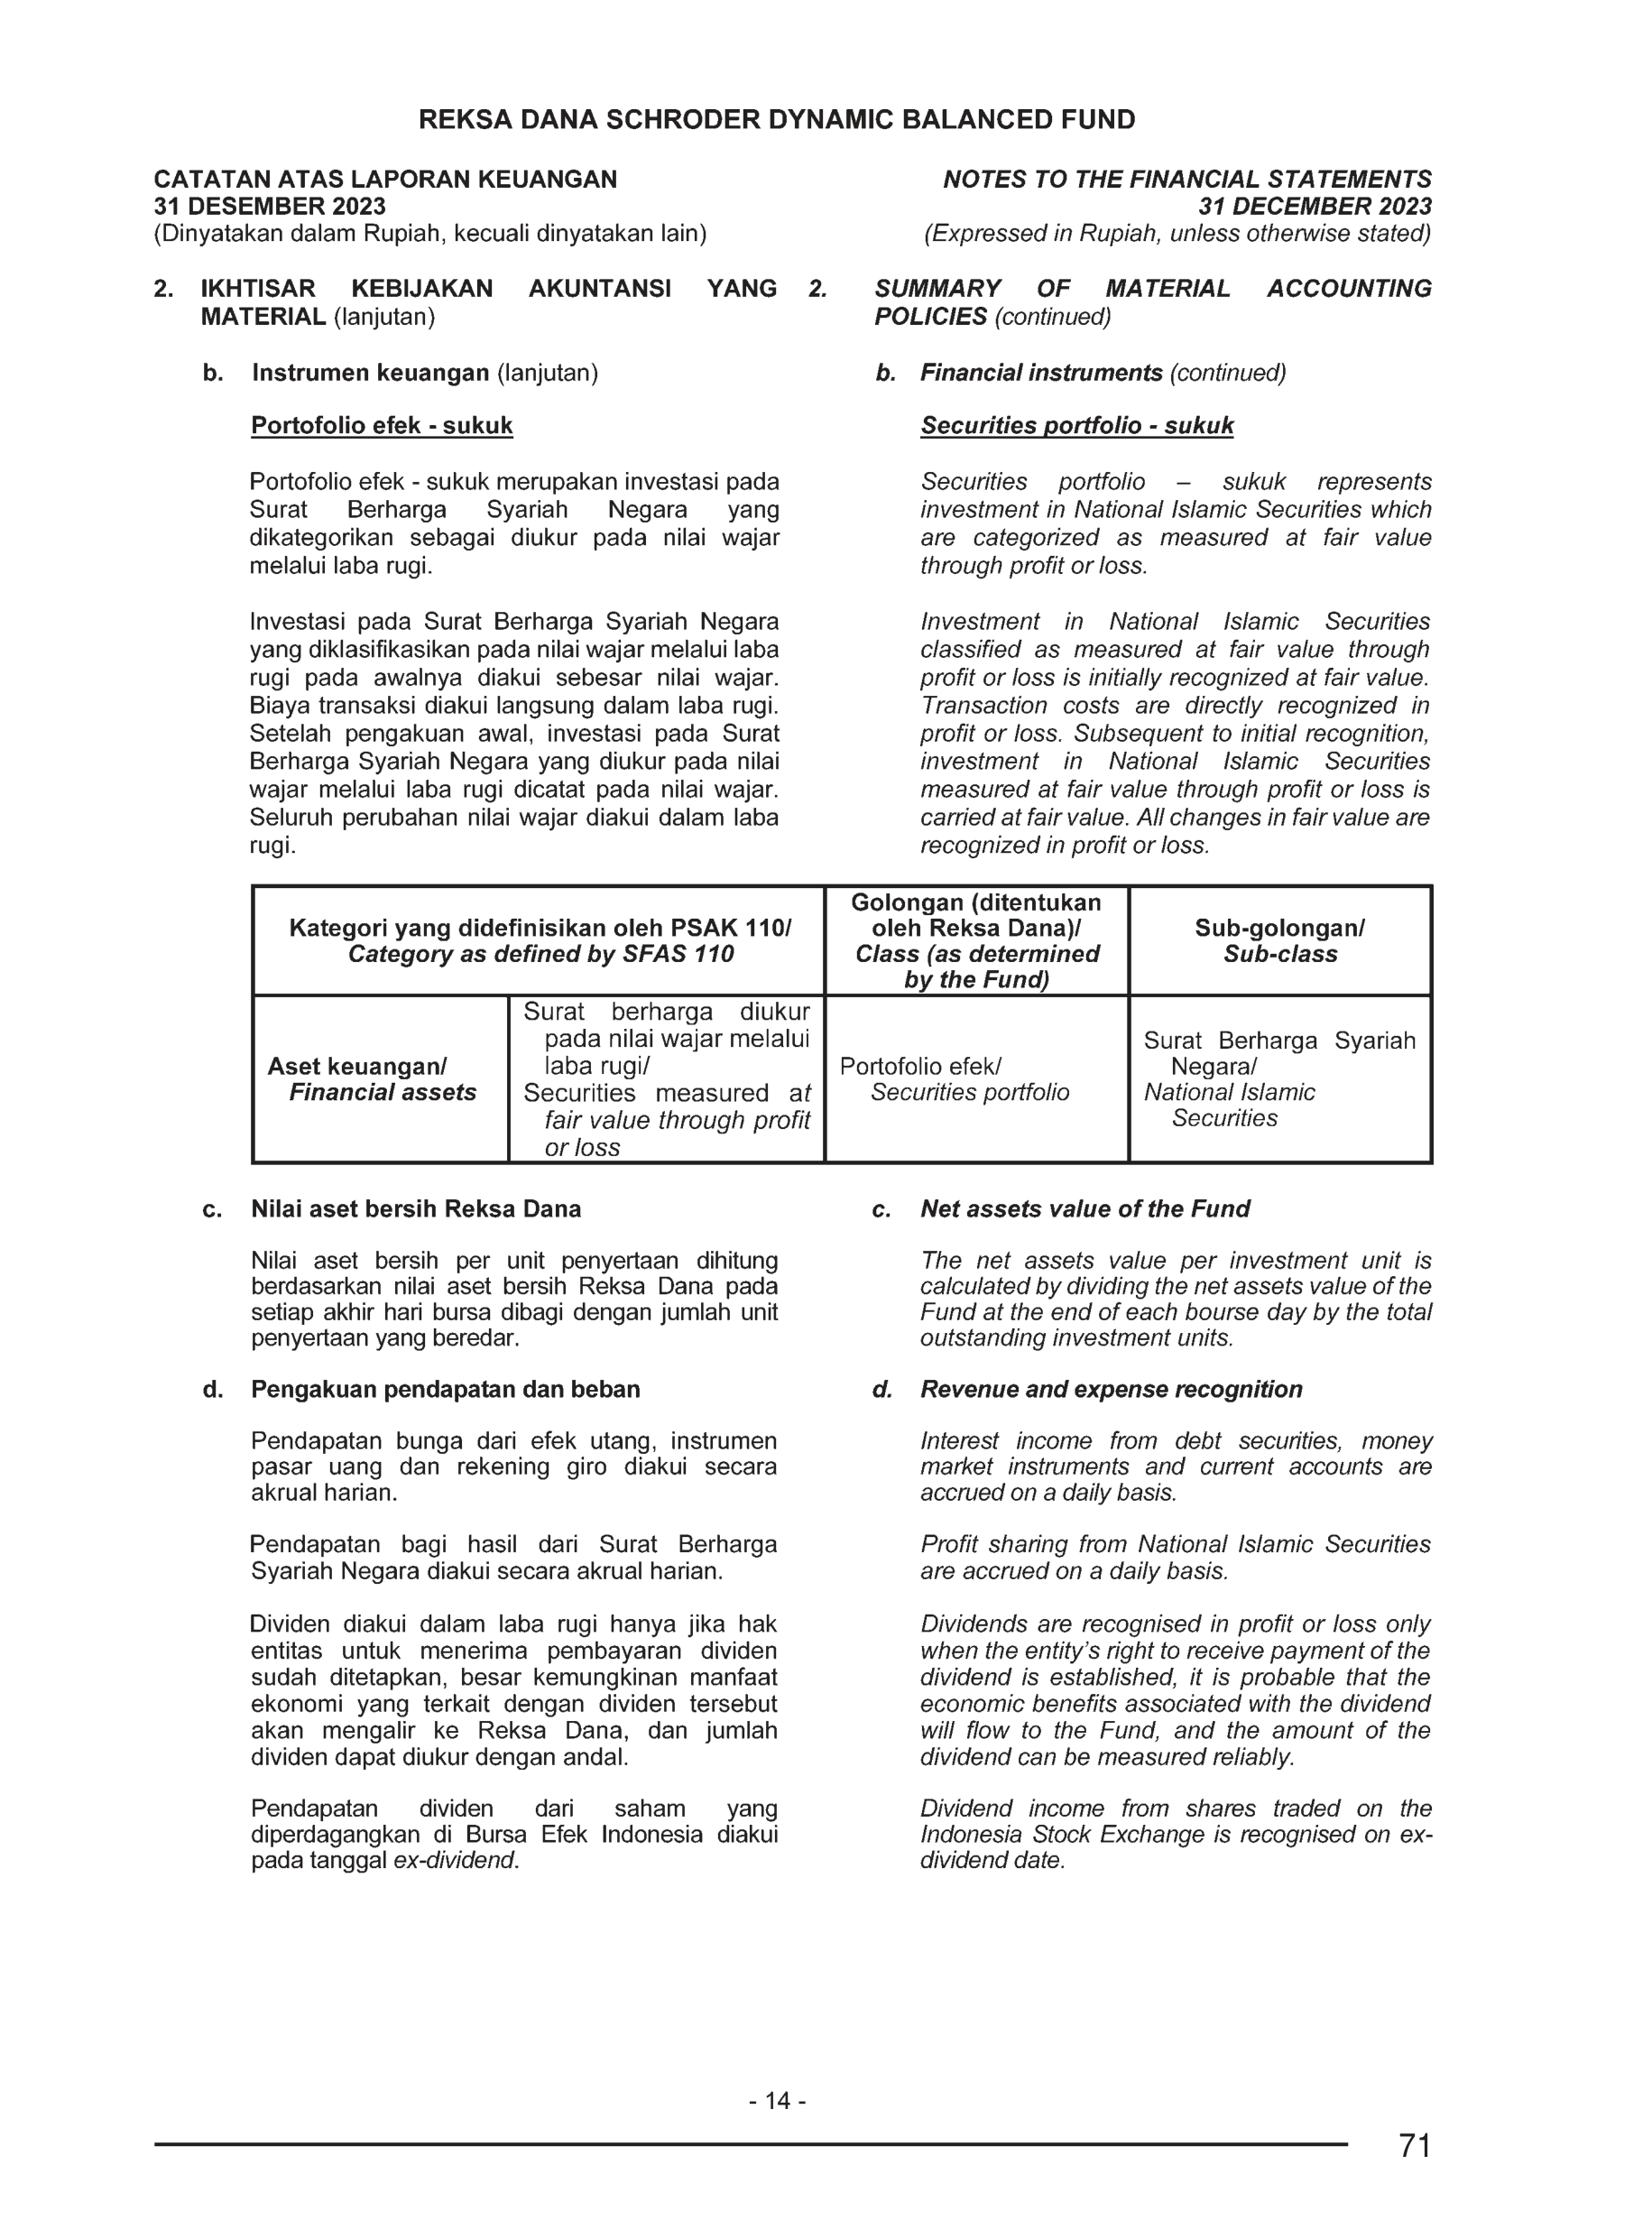 REKSA DANA SCHRODER DYNAMIC BALANCED FUND
CATATAN ATAS LAPORAN KEUANGAN
31 DESEMBER 2023
(Dinyatakan dalam Rupiah, kecuali dinyatakan lain)
NOTES TO THE FINANCIAL STATEMENTS
31 DECEMBER 2023
(Expressed in Rupiah, unless otherwise stated)
2. IKHTISAR KEBIJAKAN AKUNTANSI YANG
MATERIAL (lanjutan)
2. SUMMARY OF MATERIAL ACCOUNTING
POLICIES (continued)
b. Instrumen keuangan (lanjutan)
b. Financial instruments (continued)
Portofolio efek - sukuk
Securities portfolio - sukuk
Portofolio efek - sukuk merupakan investasi pada
Surat Berharga Syariah Negara yang
dikategorikan sebagai diukur pada nilai wajar
melalui laba rugi.
Securities portfolio – sukuk represents
investment in National Islamic Securities which
are categorized as measured at fair value
through profit or loss.
Investasi pada Surat Berharga Syariah Negara
yang diklasifikasikan pada nilai wajar melalui laba
rugi pada awalnya diakui sebesar nilai wajar.
Biaya transaksi diakui langsung dalam laba rugi.
Setelah pengakuan awal, investasi pada Surat
Berharga Syariah Negara yang diukur pada nilai
wajar melalui laba rugi dicatat pada nilai wajar.
Seluruh perubahan nilai wajar diakui dalam laba
rugi.
Investment in National Islamic Securities
classified as measured at fair value through
profit or loss is initially recognized at fair value.
Transaction costs are directly recognized in
profit or loss. Subsequent to initial recognition,
investment in National Islamic Securities
measured at fair value through profit or loss is
carried at fair value. All changes in fair value are
recognized in profit or loss.
Kategori yang didefinisikan oleh PSAK 110/
Category as defined by SFAS 110
Golongan (ditentukan
oleh Reksa Dana)/
Class (as determined
by the Fund)
Sub-golongan/
Sub-class
Aset keuangan/
Financial assets
Surat berharga diukur
pada nilai wajar melalui
laba rugi/
Securities measured at
fair value through profit
or loss
Portofolio efek/
Securities portfolio
Surat Berharga Syariah
Negara/
National Islamic
Securities
c. Nilai aset bersih Reksa Dana
c. Net assets value of the Fund
Nilai aset bersih per unit penyertaan dihitung
berdasarkan nilai aset bersih Reksa Dana pada
setiap akhir hari bursa dibagi dengan jumlah unit
penyertaan yang beredar.
The net assets value per investment unit is
calculated by dividing the net assets value of the
Fund at the end of each bourse day by the total
outstanding investment units.
d. Pengakuan pendapatan dan beban
d. Revenue and expense recognition
Pendapatan bunga dari efek utang, instrumen
pasar uang dan rekening giro diakui secara
akrual harian.
Interest income from debt securities, money
market instruments and current accounts are
accrued on a daily basis.
Pendapatan bagi hasil dari Surat Berharga
Syariah Negara diakui secara akrual harian.
Profit sharing from National Islamic Securities
are accrued on a daily basis.
Dividen diakui dalam laba rugi hanya jika hak
entitas untuk menerima pembayaran dividen
sudah ditetapkan, besar kemungkinan manfaat
ekonomi yang terkait dengan dividen tersebut
akan mengalir ke Reksa Dana, dan jumlah
dividen dapat diukur dengan andal.
Dividends are recognised in profit or loss only
when the entity’s right to receive payment of the
dividend is established, it is probable that the
economic benefits associated with the dividend
will flow to the Fund, and the amount of the
dividend can be measured reliably.
Pendapatan dividen dari saham yang
diperdagangkan di Bursa Efek Indonesia diakui
pada tanggal ex-dividend.
Dividend income from shares traded on the
Indonesia Stock Exchange is recognised on ex-
dividend date.
- 14 -
71